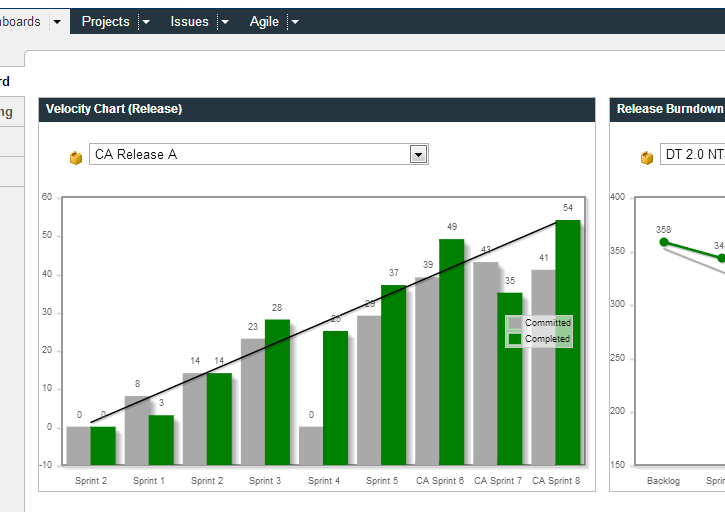 boards
Projects
Issues
Agile
rd
ng
Velocity Chart (Release)
Release Burndown
CA Release A
DT 2.0 NT
60
50
40
30
20
10
0
-10
0
0
8
3
14
14
23
28
0
25
29
37
39
49
43
35
41
54
Committed
Completed
Sprint 2
Sprint 1
Sprint 2
Sprint 3
Sprint 4
Sprint 5
CA Sprint 6
CA Sprint 7
CA Sprint 8
400
350
300
250
200
150
358
34
Backlog
Sprin